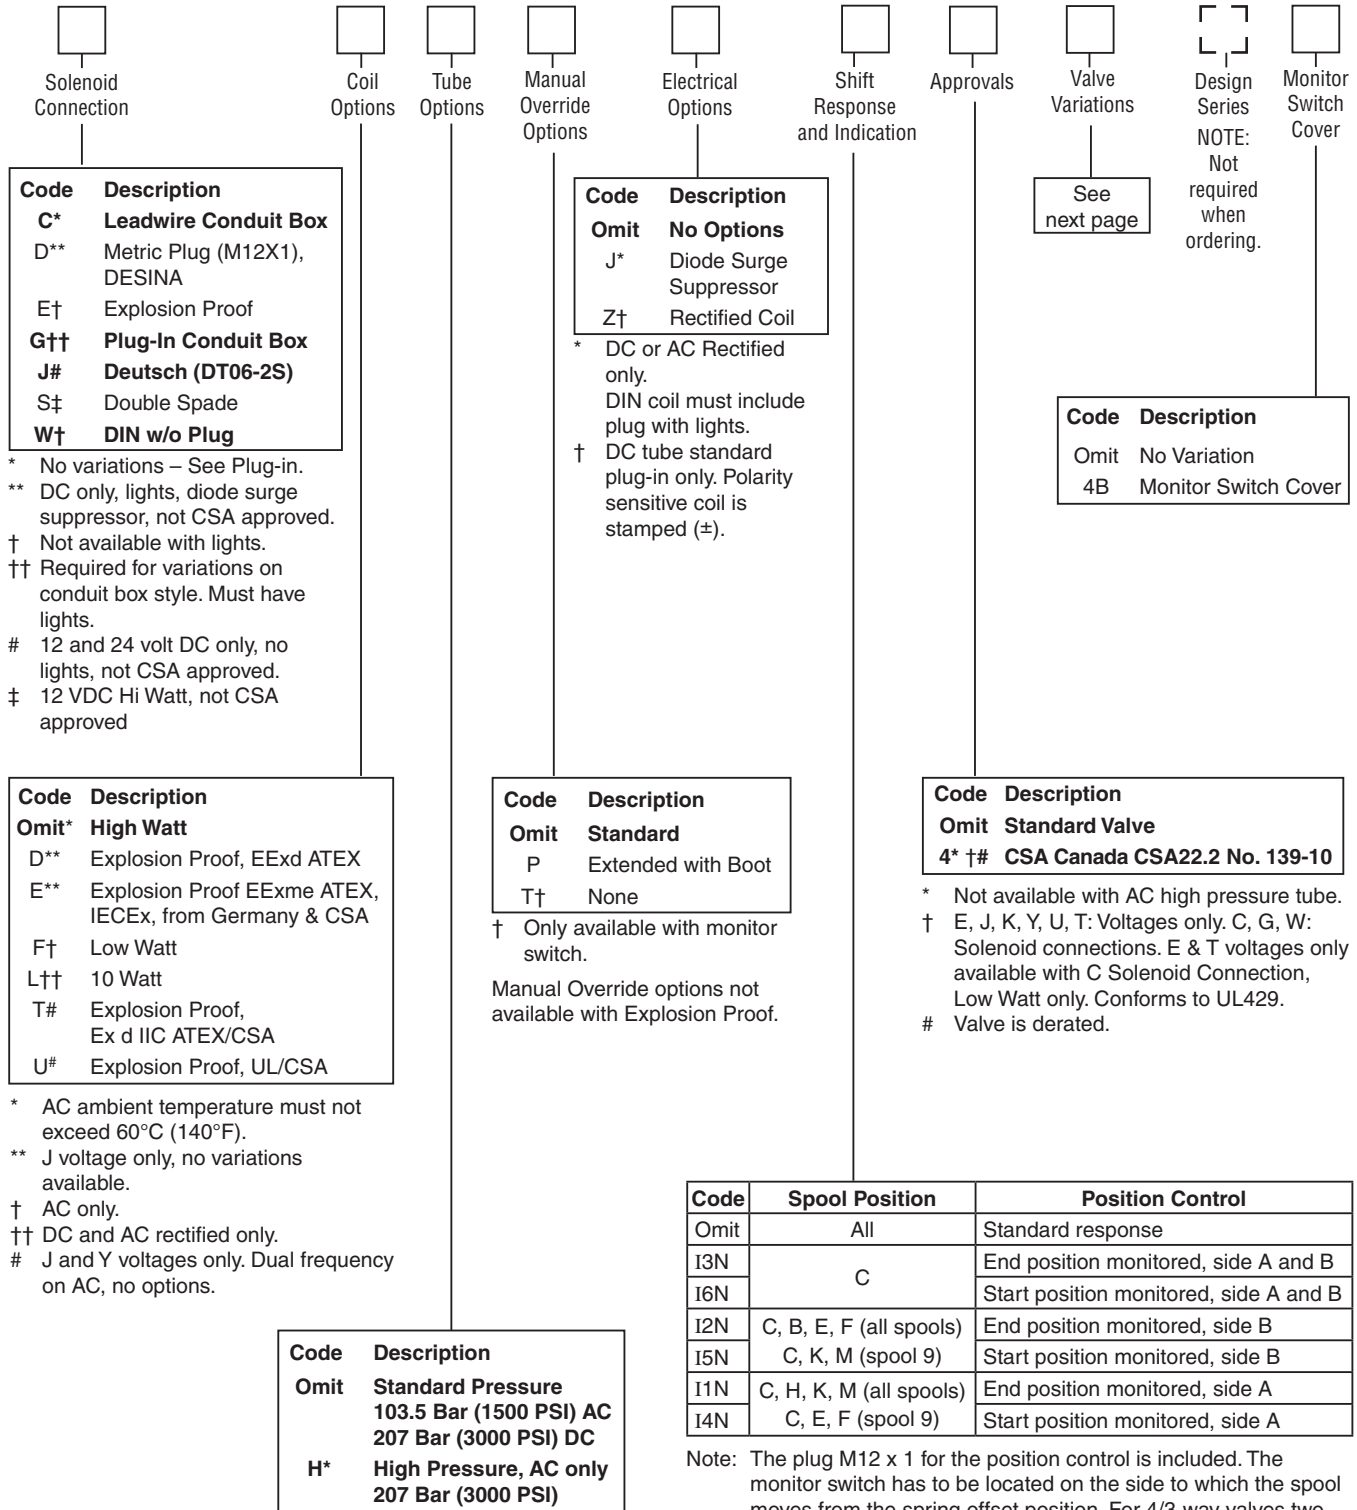 Solenoid
Connection
Coil
Options
Tube
Options
Manual
Override
Options
Electrical
Options
Shift
Response
and Indication
Approvals
Valve
Variations
Design
Series
NOTE:
Not
required
when
ordering.
Monitor
Switch
Cover
Code Description
C* Leadwire Conduit Box
D** Metric Plug (M12X1),
DESINA
E† Explosion Proof
G†† Plug-In Conduit Box
J# Deutsch (DT06-2S)
S‡ Double Spade
W† DIN w/o Plug
* No variations – See Plug-in.
** DC only, lights, diode surge
suppressor, not CSA approved.
† Not available with lights.
†† Required for variations on
conduit box style. Must have
lights.
# 12 and 24 volt DC only, no
lights, not CSA approved.
‡ 12 VDC Hi Watt, not CSA
approved
Code Description
Omit No Options
J* Diode Surge
Suppressor
Z† Rectified Coil
* DC or AC Rectified
only.
DIN coil must include
plug with lights.
† DC tube standard
plug-in only. Polarity
sensitive coil is
stamped (±).
See
next page
Code Description
Omit No Variation
4B Monitor Switch Cover
Code Description
Omit* High Watt
D** Explosion Proof, EExd ATEX
E** Explosion Proof EExme ATEX,
IECEx, from Germany & CSA
F† Low Watt
L†† 10 Watt
T# Explosion Proof,
Ex d IIC ATEX/CSA
U# Explosion Proof, UL/CSA
* AC ambient temperature must not
exceed 60°C (140°F).
** J voltage only, no variations
available.
† AC only.
†† DC and AC rectified only.
# J and Y voltages only. Dual frequency
on AC, no options.
Code Description
Omit Standard
P Extended with Boot
T† None
† Only available with monitor
switch.
Manual Override options not
available with Explosion Proof.
Code Description
Omit Standard Valve
4* †# CSA Canada CSA22.2 No. 139-10
* Not available with AC high pressure tube.
† E, J, K, Y, U, T: Voltages only. C, G, W:
Solenoid connections. E & T voltages only
available with C Solenoid Connection,
Low Watt only. Conforms to UL429.
# Valve is derated.
Code Description
Omit Standard Pressure
103.5 Bar (1500 PSI) AC
207 Bar (3000 PSI) DC
H* High Pressure, AC only
207 Bar (3000 PSI)
Code Spool Position Position Control
Omit All Standard response
I3N C End position monitored, side A and B
I6N Start position monitored, side A and B
I2N C, B, E, F (all spools) End position monitored, side B
I5N C, K, M (spool 9) Start position monitored, side B
I1N C, H, K, M (all spools) End position monitored, side A
I4N C, E, F (spool 9) Start position monitored, side A
Note: The plug M12 x 1 for the position control is included. The
monitor switch has to be located on the side to which the spool
moves from the spring offset position. For 4/3 way valves two